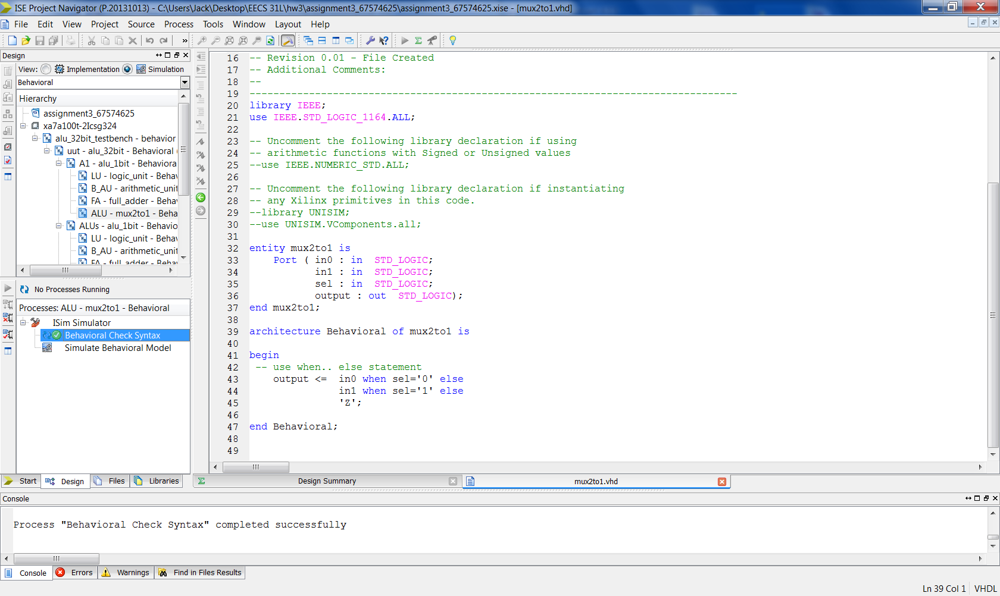 ISE Project Navigator (P.20131013) - C:\Users\Jack\Desktop\EECS 31L\hw3\assignment3_67574625\assignment3_67574625.xise - [mux2to1.vhd]
File Edit View Project Source Process Tools Window Layout Help
»
Design
View: Implementation Simulation
Behavioral
Hierarchy
assignment3_67574625
xa7a100t-2Icsg324
alu_32bit_testbench - behavior
uut - alu_32bit - Behavioral
A1 - alu_1bit - Behaviora
LU - logic_unit - Behav
B_AU - arithmetic_unit
FA - full_adder - Behav
ALU - mux2to1 - Beha
ALUs - alu_1bit - Behavio
LU - logic_unit - Behav
B_AU - arithmetic_unit
FA - full_adder - Behav
No Processes Running
Processes: ALU - mux2to1 - Behavioral
ISim Simulator
Behavioral Check Syntax
Simulate Behavioral Model
Start Design Files Libraries
16 -- Revision 0.01 - File Created
17 -- Additional Comments:
18 --
19 ----------------------------------------------------------------------------------
20 library IEEE;
21 use IEEE.STD_LOGIC_1164.ALL;
22
23 -- Uncomment the following library declaration if using
24 -- arithmetic functions with Signed or Unsigned values
25 --use IEEE.NUMERIC_STD.ALL;
26
27 -- Uncomment the following library declaration if instantiating
28 -- any Xilinx primitives in this code.
29 --library UNISIM;
30 --use UNISIM.VComponents.all;
31
32 entity mux2to1 is
33 Port ( in0 : in STD_LOGIC;
34 in1 : in STD_LOGIC;
35 sel : in STD_LOGIC;
36 output : out STD_LOGIC);
37 end mux2to1;
38
39 architecture Behavioral of mux2to1 is
40
41 begin
42 -- use when.. else statement
43 output <= in0 when sel='0' else
44 in1 when sel='1' else
45 'Z';
46
47 end Behavioral;
48
49
Design Summary
mux2to1.vhd
Console
Process "Behavioral Check Syntax" completed successfully
Console Errors Warnings Find in Files Results
Ln 39 Col 1 VHDL